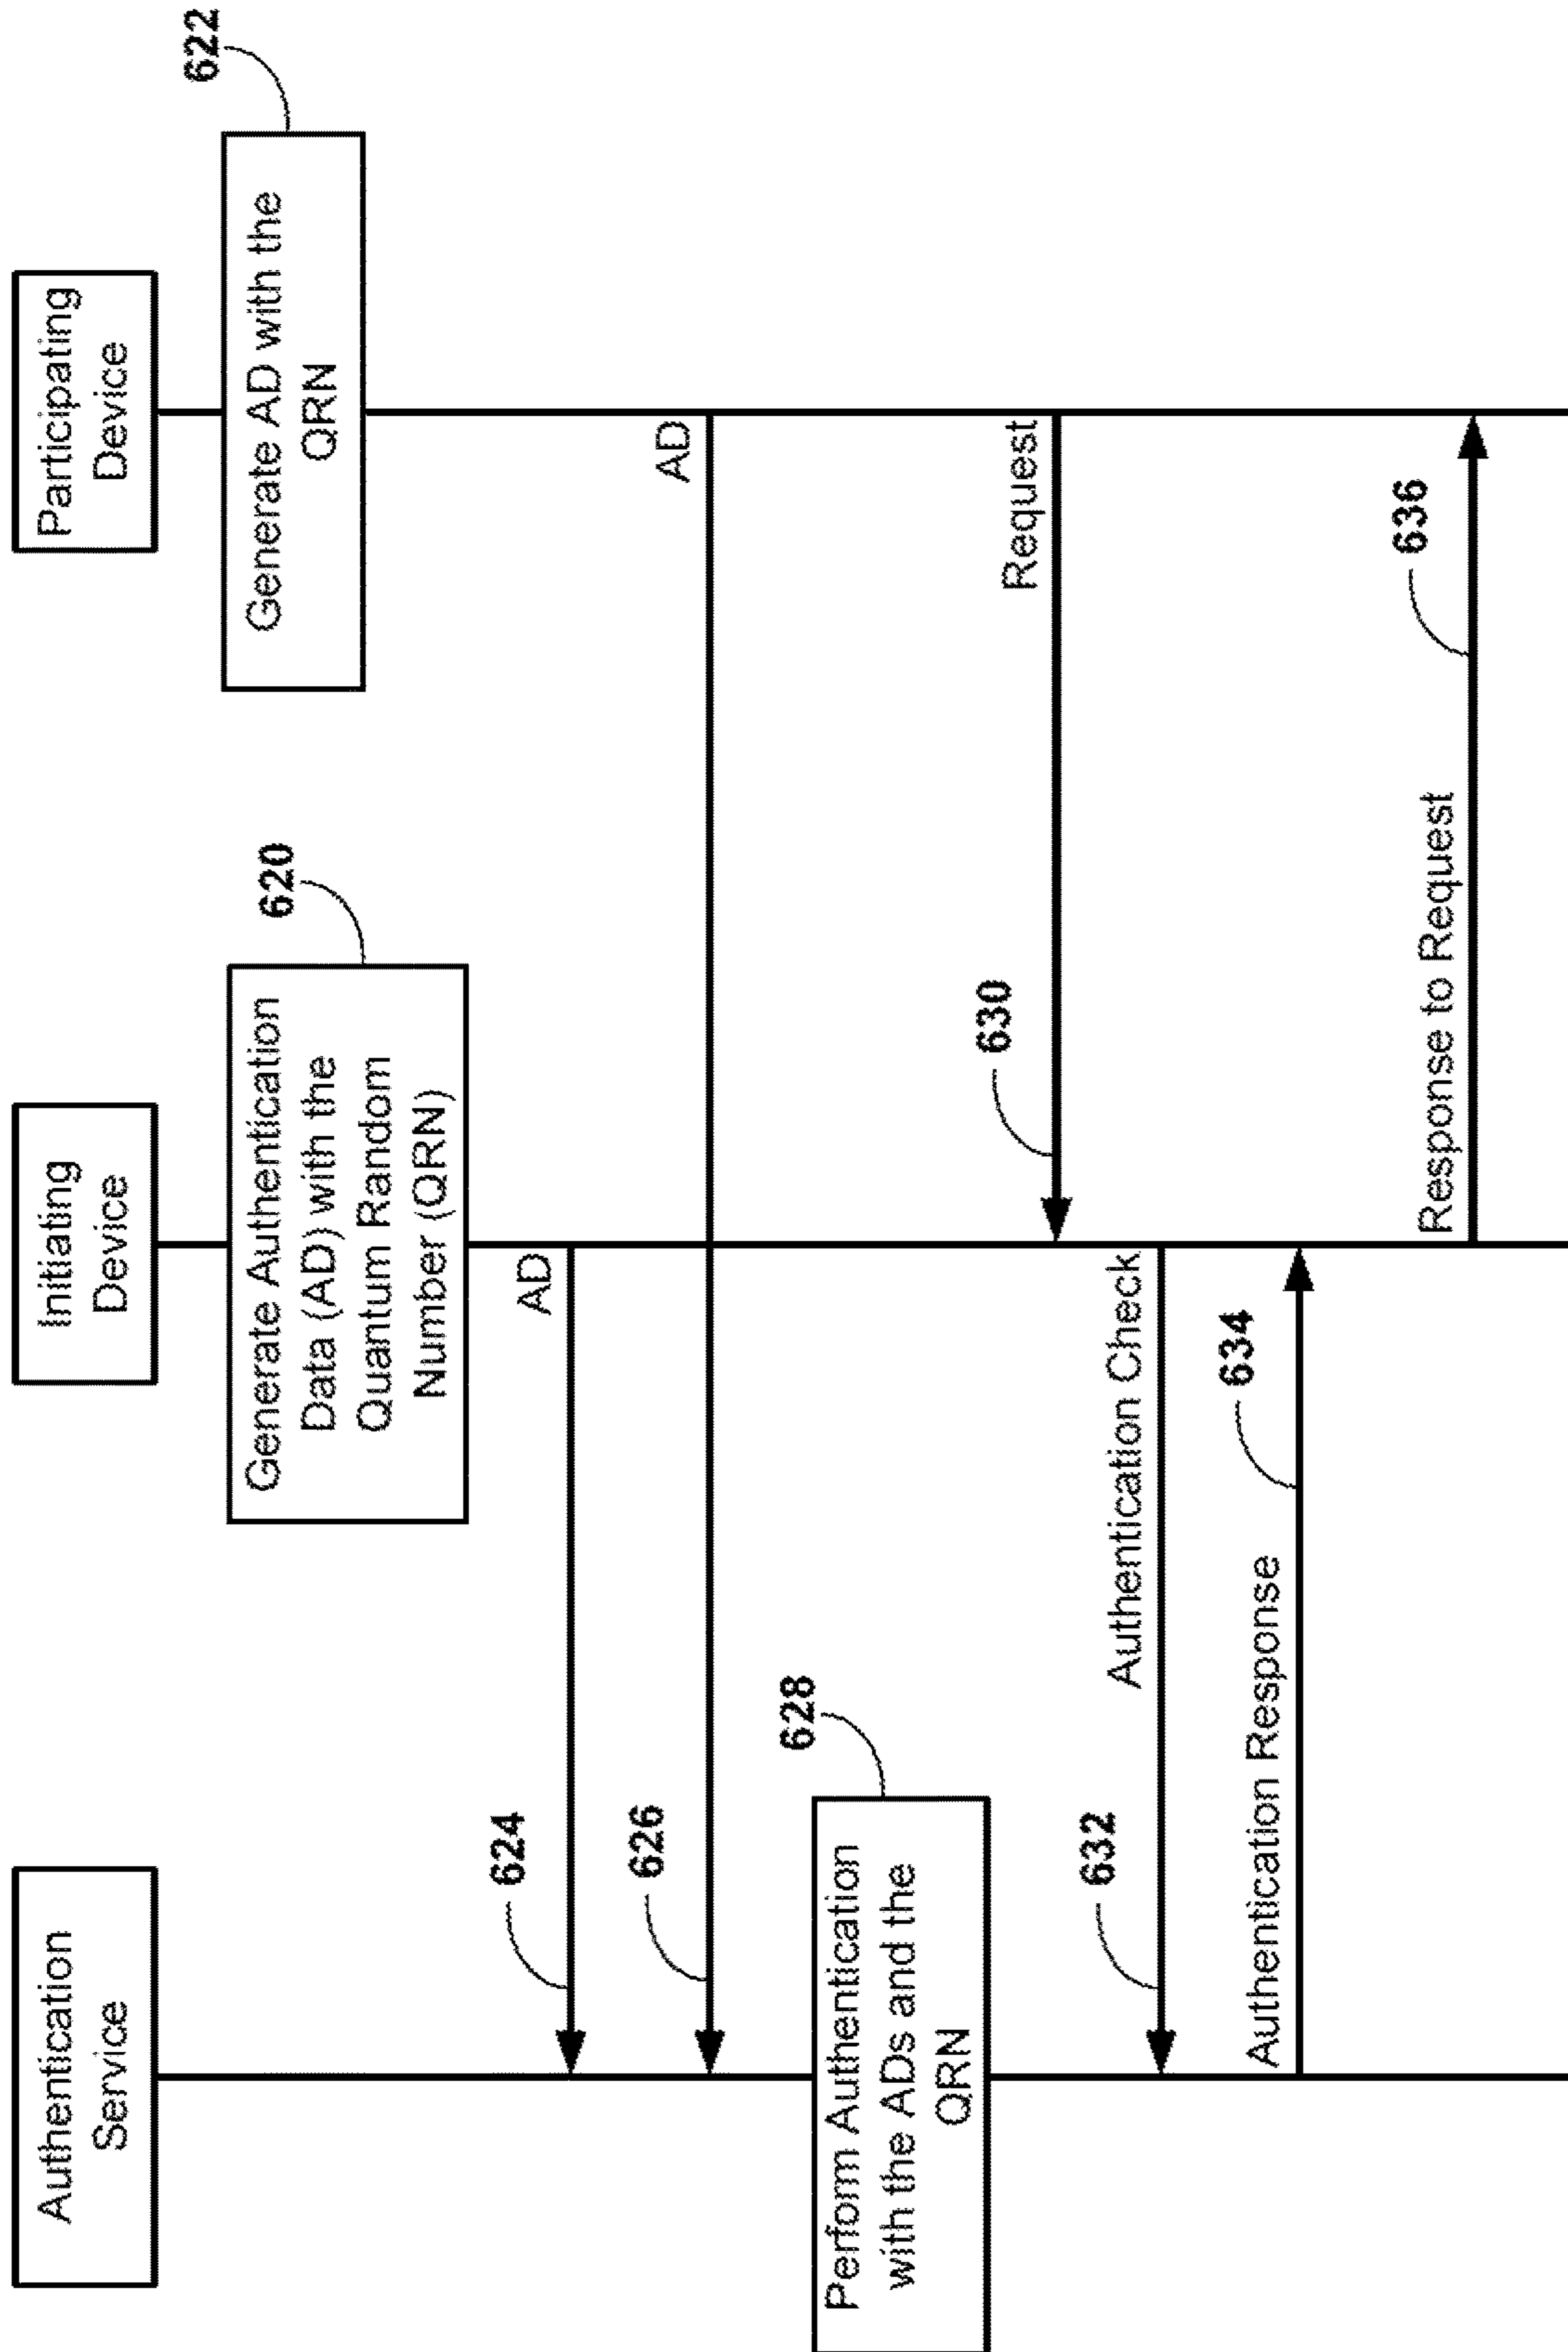 Authentication
Service
Initiating
Device
Participating
Device
Generate Authentication
Data (AD) with the
Quantum Random
Number (QRN)
620
Generate AD with the
QRN
622
AD
624
AD
626
Perform Authentication
with the ADs and the
QRN
628
Request
630
Authentication Check
632
Authentication Response
634
Response to Request
636